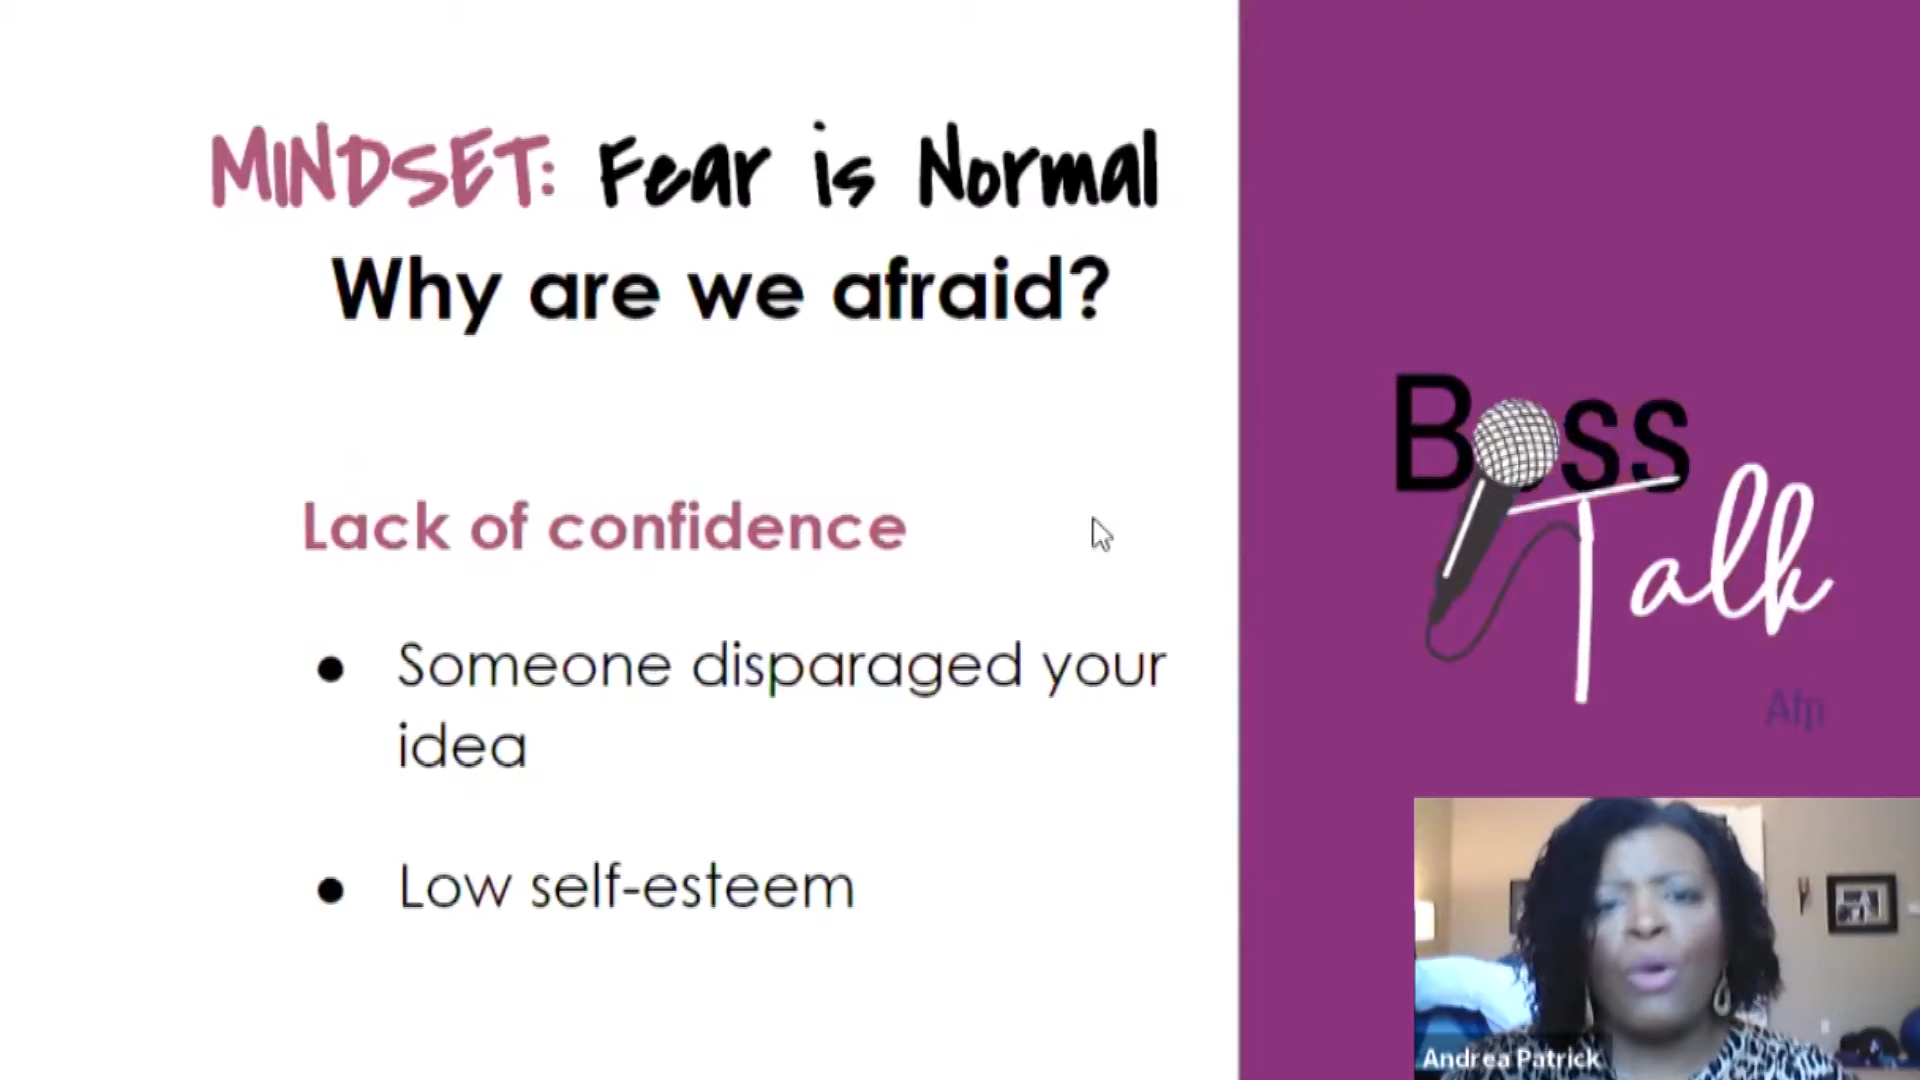 MINDSET: Fear is Normal
Why are we afraid?
Lack of confidence
● Someone disparaged your
idea
● Low self-esteem
Boss
Talk
Afp
Andrea Patrick